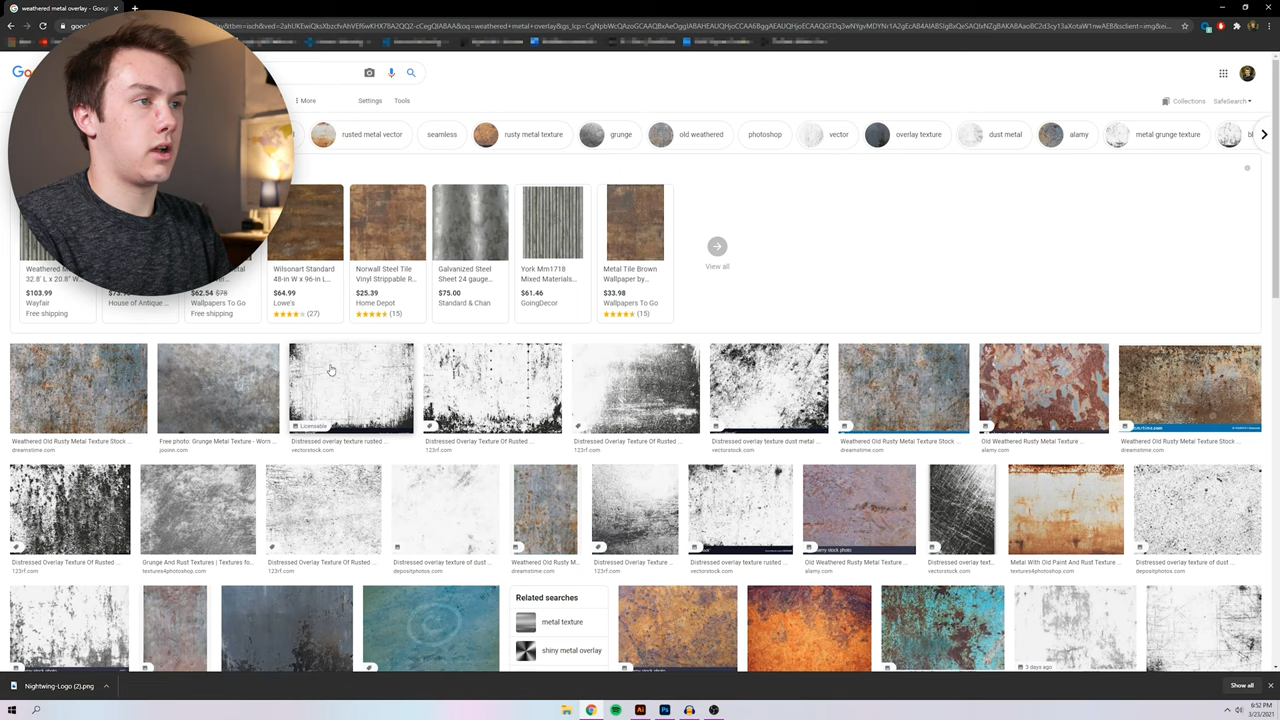 weathered metal overlay - Goog
Go
More
Settings
Tools
Collections
SafeSearch
rusted metal vector
seamless
rusty metal texture
grunge
old weathered
photoshop
vector
overlay texture
dust metal
alamy
metal grunge texture
Weathered M
32.8' L x 20.8" W...
$103.99
Wayfair
Free shipping
House of Antique ...
$62.54 $78
Wallpapers To Go
Free shipping
Wilsonart Standard
48-in W x 96-in L...
$64.99
Lowe's
(27)
Norwall Steel Tile
Vinyl Strippable R...
$25.39
Home Depot
(15)
Galvanized Steel
Sheet 24 gauge...
$75.00
Standard & Chan
York Mm1718
Mixed Materials...
$61.46
GoingDecor
Metal Tile Brown
Wallpaper by...
$33.98
Wallpapers To Go
(15)
View all
Licensable
Weathered Old Rusty Metal Texture Stock ...
dreamstime.com
Free photo: Grunge Metal Texture - Worn ...
jooinn.com
Distressed overlay texture rusted ...
vectorstock.com
Distressed Overlay Texture Of Rusted ...
123rf.com
Distressed Overlay Texture Of Rusted ...
123rf.com
Distressed overlay texture dust metal ...
vectorstock.com
Weathered Old Rusty Metal Texture Stock ...
dreamstime.com
Old Weathered Rusty Metal Texture ...
alamy.com
Weathered Old Rusty Metal Texture Stock ...
dreamstime.com
Distressed Overlay Texture Of Rusted ...
123rf.com
Grunge And Rust Textures | Textures fo...
textures4photoshop.com
Distressed Overlay Texture Of Rusted ...
123rf.com
Distressed overlay texture of dust ...
depositphotos.com
Weathered Old Rusty M...
dreamstime.com
Distressed Overlay Texture ...
123rf.com
Distressed overlay texture rusted ...
vectorstock.com
Old Weathered Rusty Metal Texture ...
alamy.com
Distressed overlay text...
vectorstock.com
Metal With Old Paint And Rust Texture ...
textures4photoshop.com
Distressed overlay texture of dust ...
depositphotos.com
Related searches
metal texture
shiny metal overlay
3 days ago
Nightwing-Logo (2).png
Show all
6:52 PM
3/23/2021